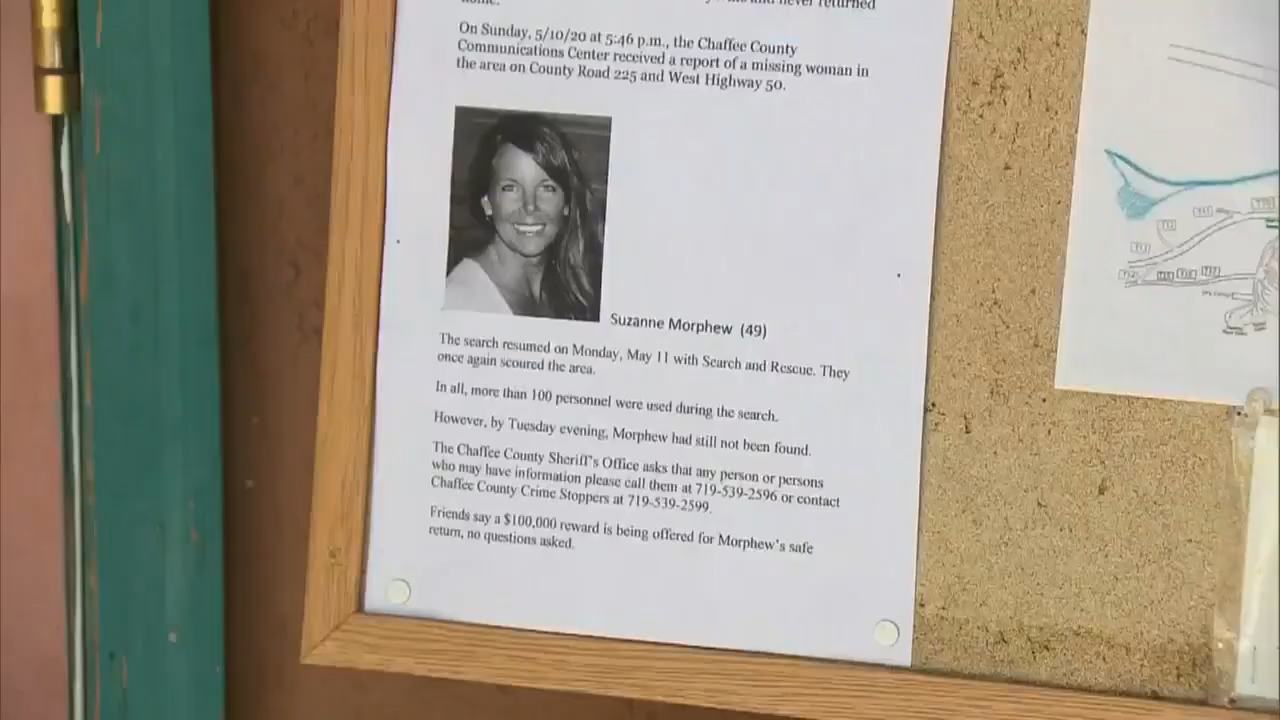 home.
and never returned
On Sunday, 5/10/20 at 5:46 p.m., the Chaffee County
Communications Center received a report of a missing woman in
the area on County Road 225 and West Highway 50.
Suzanne Morphew (49)
The search resumed on Monday, May 11 with Search and Rescue. They
once again scoured the area.
In all, more than 100 personnel were used during the search.
However, by Tuesday evening, Morphew had still not been found.
The Chaffee County Sheriff's Office asks that any person or persons
who may have information please call them at 719-539-2596 or contact
Chaffee County Crime Stoppers at 719-539-2599.
Friends say a $100,000 reward is being offered for Morphew's safe
return, no questions asked.